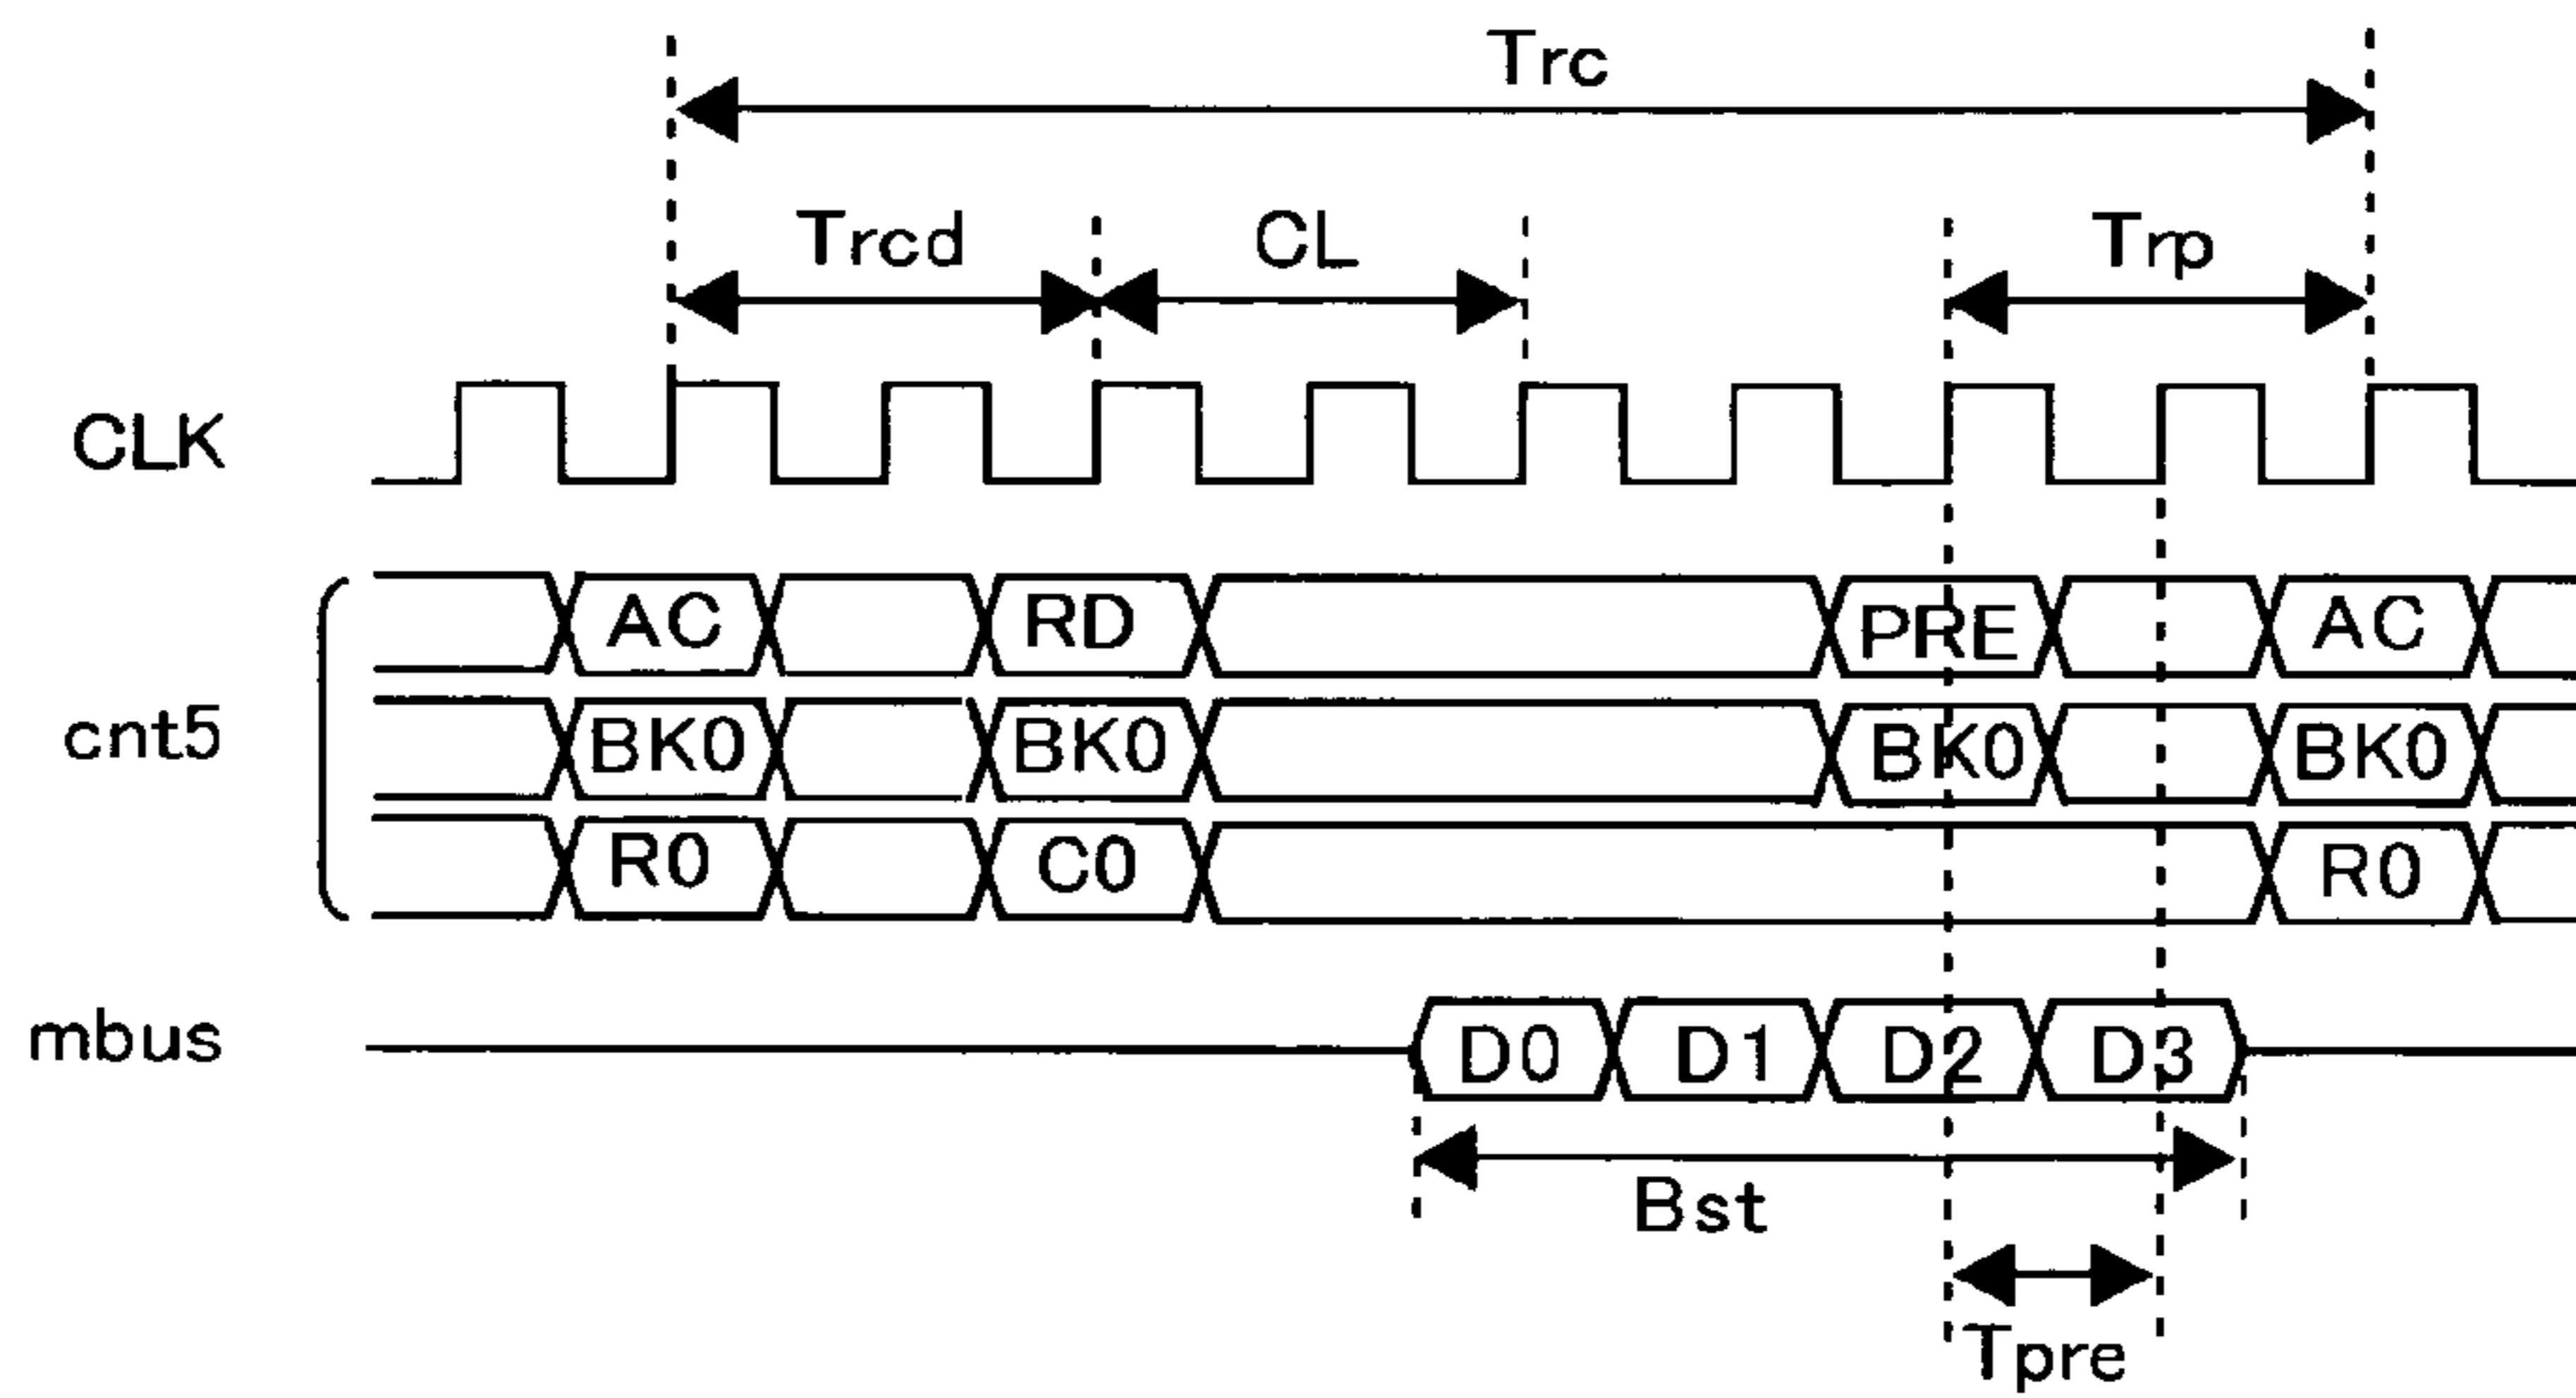 Trc
Trcd CL Trp
CLK
AC RD PRE AC
cnt5 BK0 BK0 BK0 BK0
R0 C0 R0
mbus D0 D1 D2 D3
Bst
Tpre